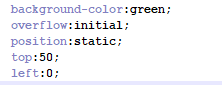 background-color:green;
overflow:initial;
position:static;
top:50;
left:0;